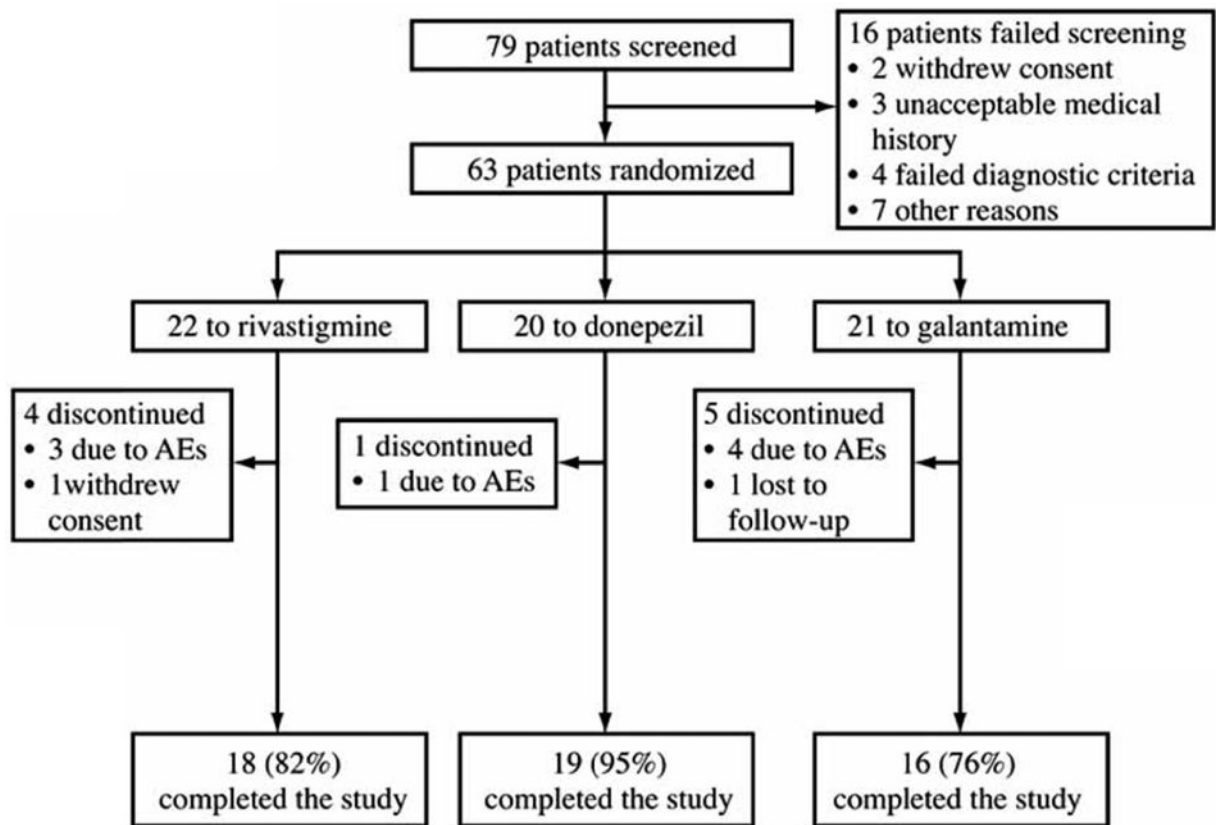 79 patients screened
16 patients failed screening
• 2 withdrew consent
• 3 unacceptable medical
history
• 4 failed diagnostic criteria
• 7 other reasons
63 patients randomized
22 to rivastigmine
20 to donepezil
21 to galantamine
4 discontinued
• 3 due to AEs
• 1withdrew
consent
1 discontinued
• 1 due to AEs
5 discontinued
• 4 due to AEs
• 1 lost to
follow-up
18 (82%)
completed the study
19 (95%)
completed the study
16 (76%)
completed the study